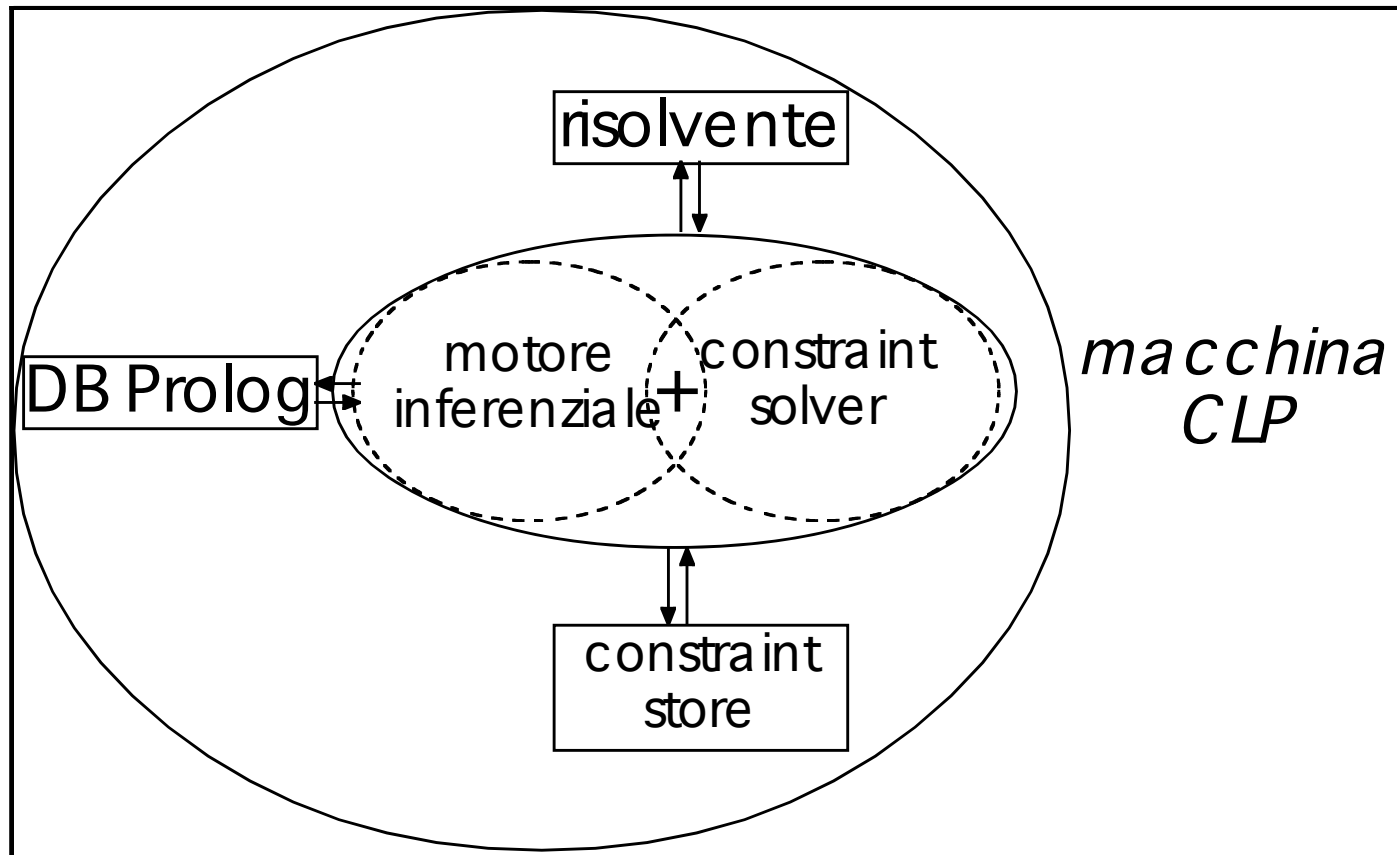 risolvente
motore
inferenziale
+
constraint
solver
DB Prolog
macchina
CLP
constraint
store